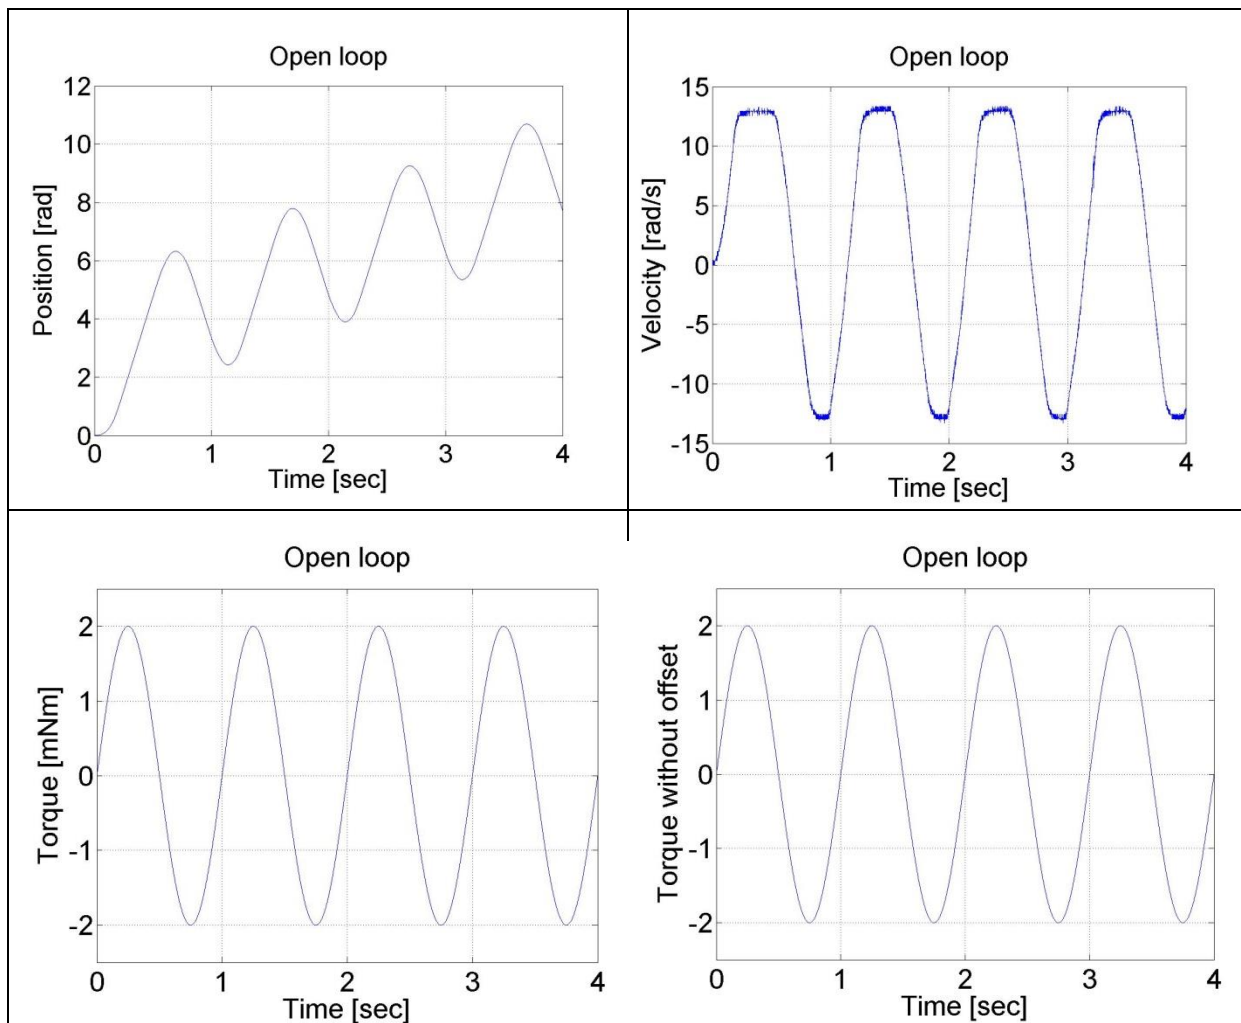 Open loop
Position [rad]
12
10
8
6
4
2
0
0 1 2 3 4
Time [sec]
Open loop
Velocity [rad/s]
15
10
5
0
-5
-10
-15
0 1 2 3 4
Time [sec]
Open loop
Torque [mNm]
2
1
0
-1
-2
0 1 2 3 4
Time [sec]
Open loop
Torque without offset
2
1
0
-1
-2
0 1 2 3 4
Time [sec]